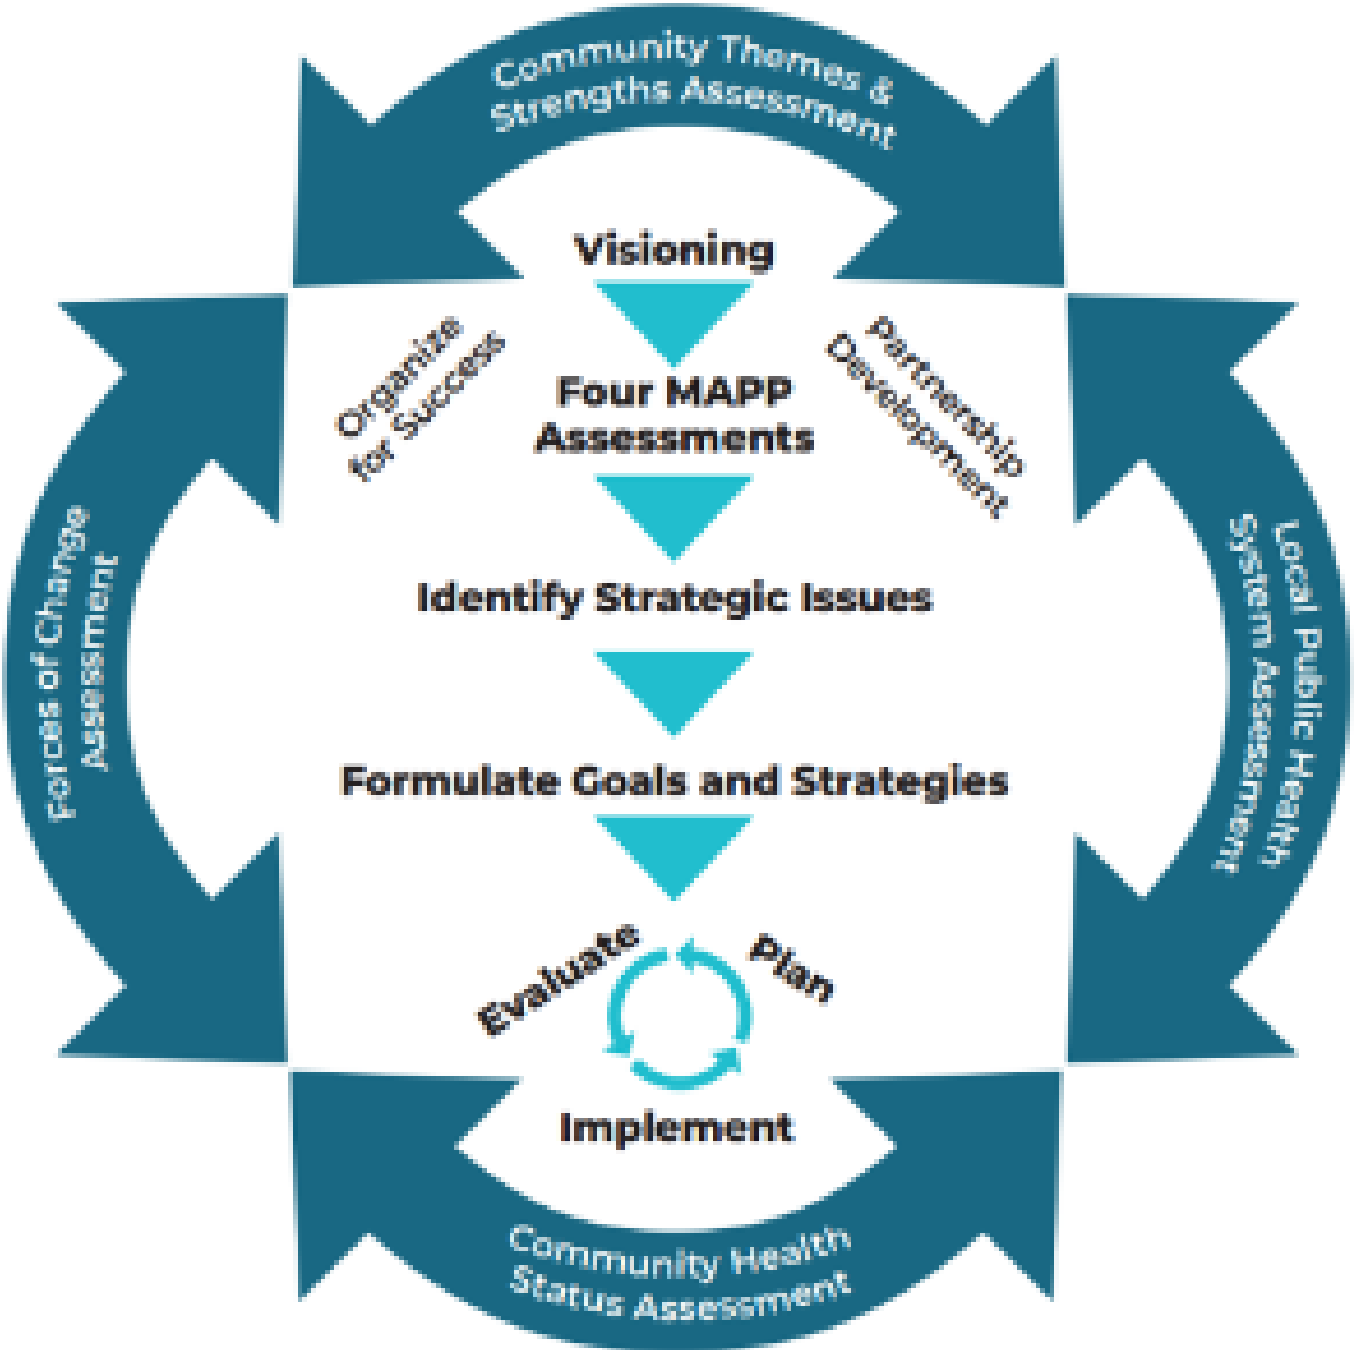 Community Themes &
Strengths Assessment
Visioning
Organize
for Success
Partnership
Development
Four MAPP
Assessments
Identify Strategic Issues
Forces of Change
Assessment
Local Public Health
System Assessment
Formulate Goals and Strategies
Evaluate
Plan
Implement
Community Health
Status Assessment